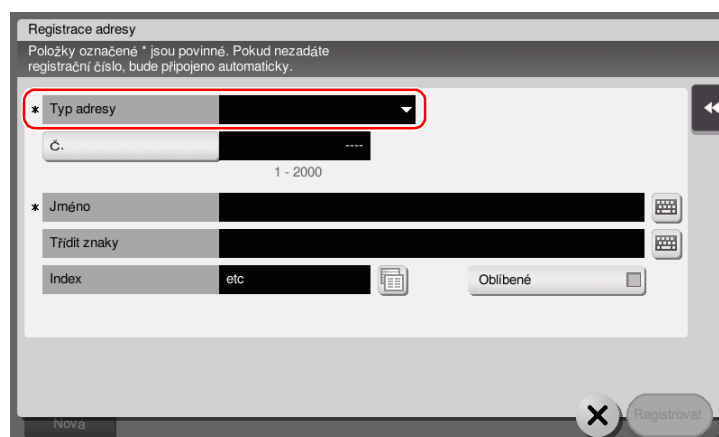 Registrace adresy
Položky označené * jsou povinné. Pokud nezadáte
registrační číslo, bude připojeno automaticky.
* Typ adresy
Č. ----
1 - 2000
* Jméno
Třídit znaky
Index etc Oblíbené
Registrovat
Nová